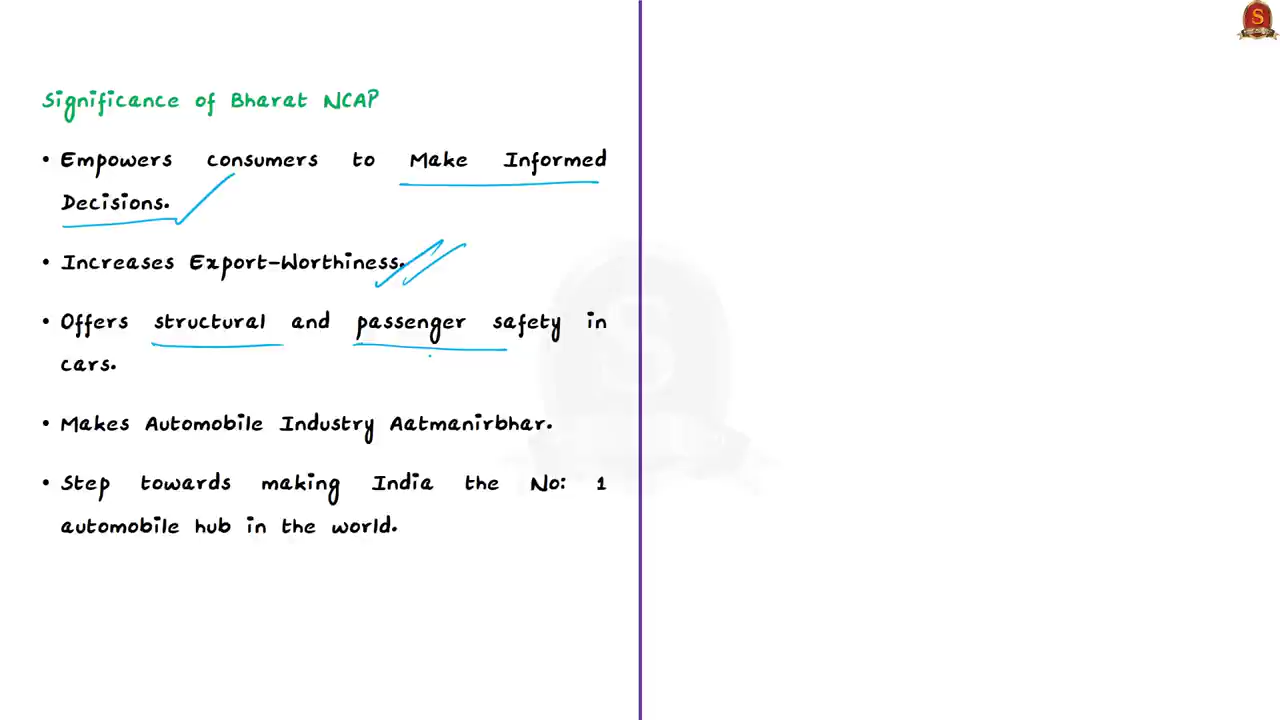 Significance of Bharat NCAP
• Empowers consumers to Make Informed
Decisions.
• Increases Export-Worthiness.
• Offers structural and passenger safety in
cars.
• Makes Automobile Industry Aatmanirbhar.
• Step towards making India the No: 1
automobile hub in the world.
S